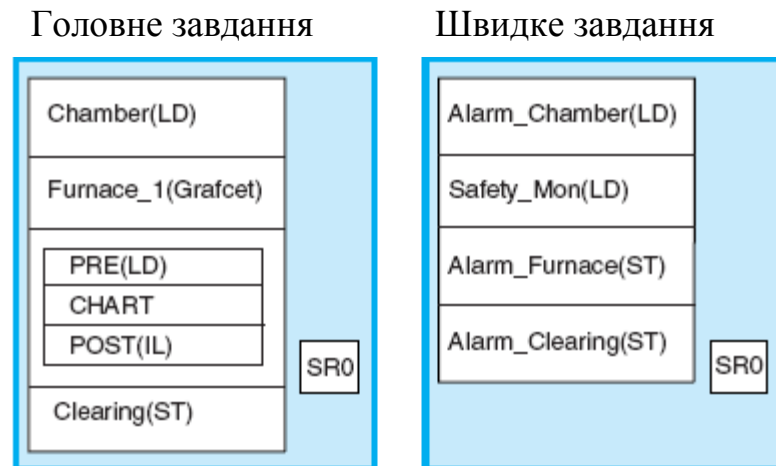 Головне завдання
Chamber(LD)
Furnace_1(Grafcet)
PRE(LD)
CHART
POST(IL)
SR0
Clearing(ST)
Швидке завдання
Alarm_Chamber(LD)
Safety_Mon(LD)
Alarm_Furnace(ST)
Alarm_Clearing(ST)
SR0